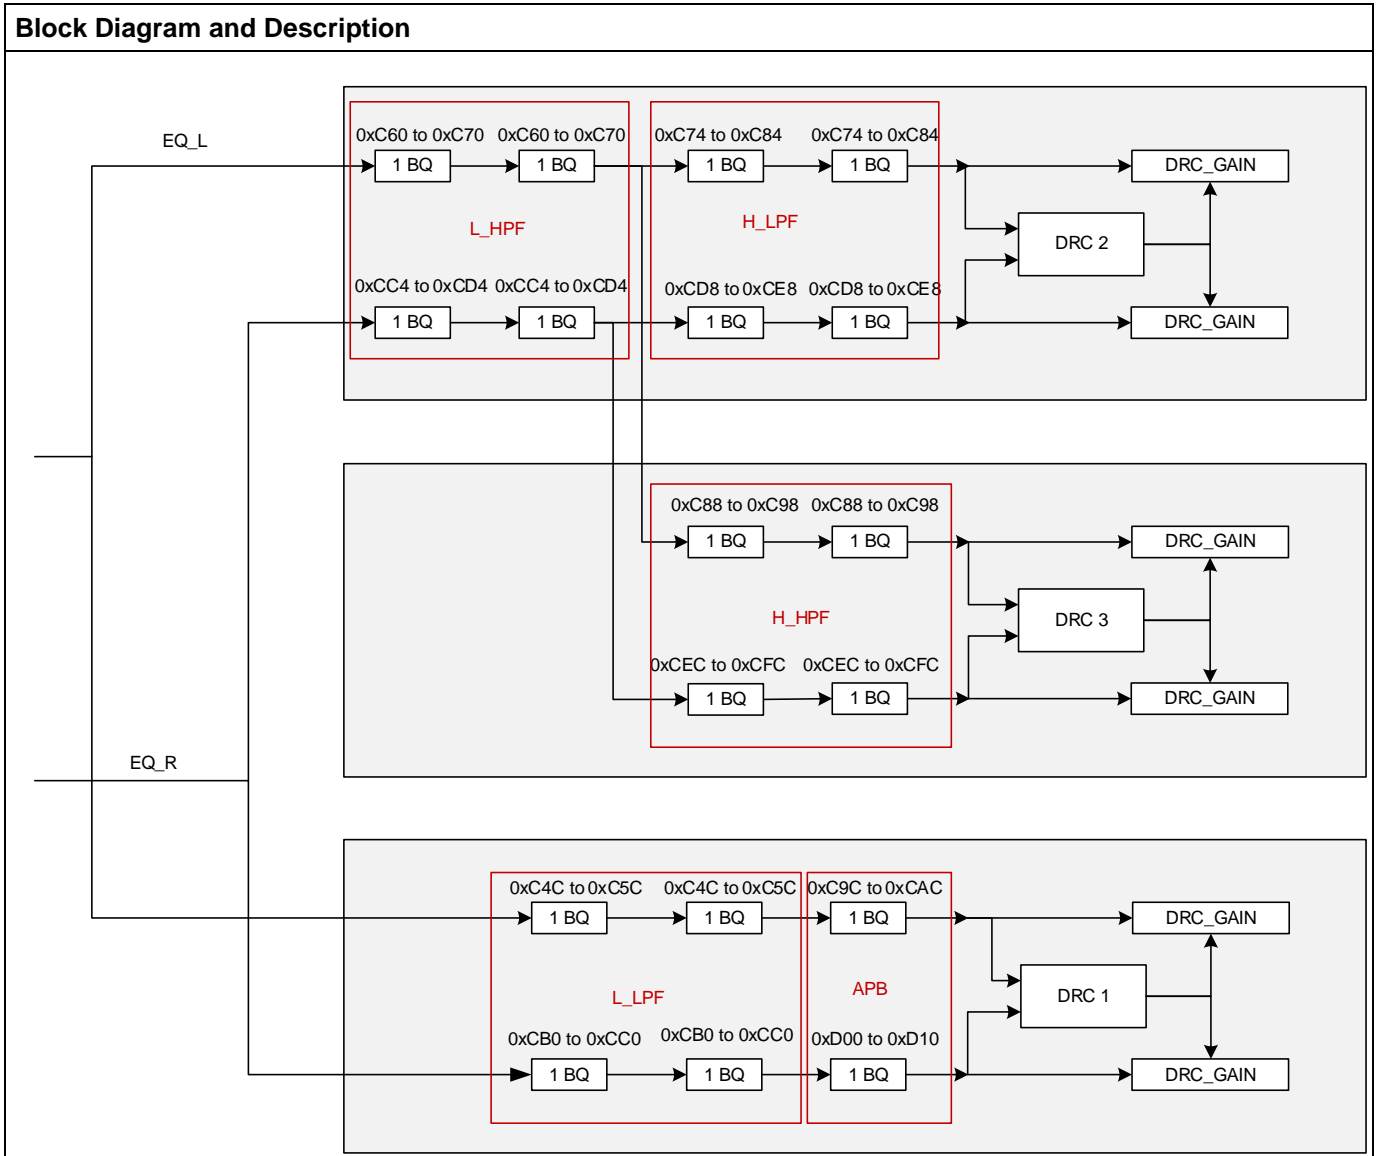 Block Diagram and Description
EQ_L
0xC60 to 0xC70 0xC60 to 0xC70 0xC74 to 0xC84 0xC74 to 0xC84
1 BQ 1 BQ 1 BQ 1 BQ DRC_GAIN
L_HPF H_LPF
DRC 2
0xCC4 to 0xCD4 0xCC4 to 0xCD4 0xCD8 to 0xCE8 0xCD8 to 0xCE8
1 BQ 1 BQ 1 BQ 1 BQ DRC_GAIN
0xC88 to 0xC98 0xC88 to 0xC98
1 BQ 1 BQ DRC_GAIN
H_HPF DRC 3
0xCEC to 0xCFC 0xCEC to 0xCFC
1 BQ 1 BQ DRC_GAIN
EQ_R
0xC4C to 0xC5C 0xC4C to 0xC5C 0xC9C to 0xCAC
1 BQ 1 BQ 1 BQ DRC_GAIN
L_LPF APB DRC 1
0xCB0 to 0xCC0 0xCB0 to 0xCC0 0xD00 to 0xD10
1 BQ 1 BQ 1 BQ DRC_GAIN